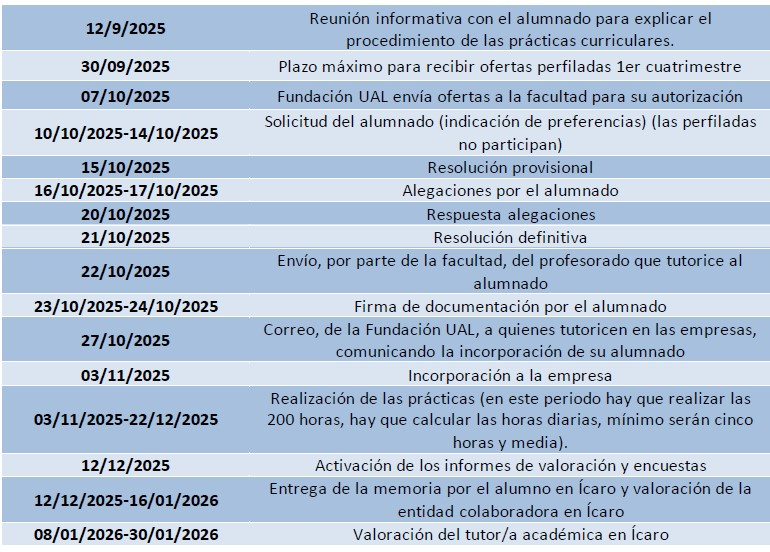 12/9/2025
Reunión informativa con el alumnado para explicar el
procedimiento de las prácticas curriculares.
30/09/2025
Plazo máximo para recibir ofertas perfiladas 1er cuatrimestre
07/10/2025
Fundación UAL envía ofertas a la facultad para su autorización
10/10/2025-14/10/2025
Solicitud del alumnado (indicación de preferencias) (las perfiladas
no participan)
15/10/2025
Resolución provisional
16/10/2025-17/10/2025
Alegaciones por el alumnado
20/10/2025
Respuesta alegaciones
21/10/2025
Resolución definitiva
22/10/2025
Envío, por parte de la facultad, del profesorado que tutorice al
alumnado
23/10/2025-24/10/2025
Firma de documentación por el alumnado
27/10/2025
Correo, de la Fundación UAL, a quienes tutoricen en las empresas,
comunicando la incorporación de su alumnado
03/11/2025
Incorporación a la empresa
03/11/2025-22/12/2025
Realización de las prácticas (en este periodo hay que realizar las
200 horas, hay que calcular las horas diarias, mínimo serán cinco
horas y media).
12/12/2025
Activación de los informes de valoración y encuestas
12/12/2025-16/01/2026
Entrega de la memoria por el alumno en Ícaro y valoración de la
entidad colaboradora en Ícaro
08/01/2026-30/01/2026
Valoración del tutor/a académica en Ícaro